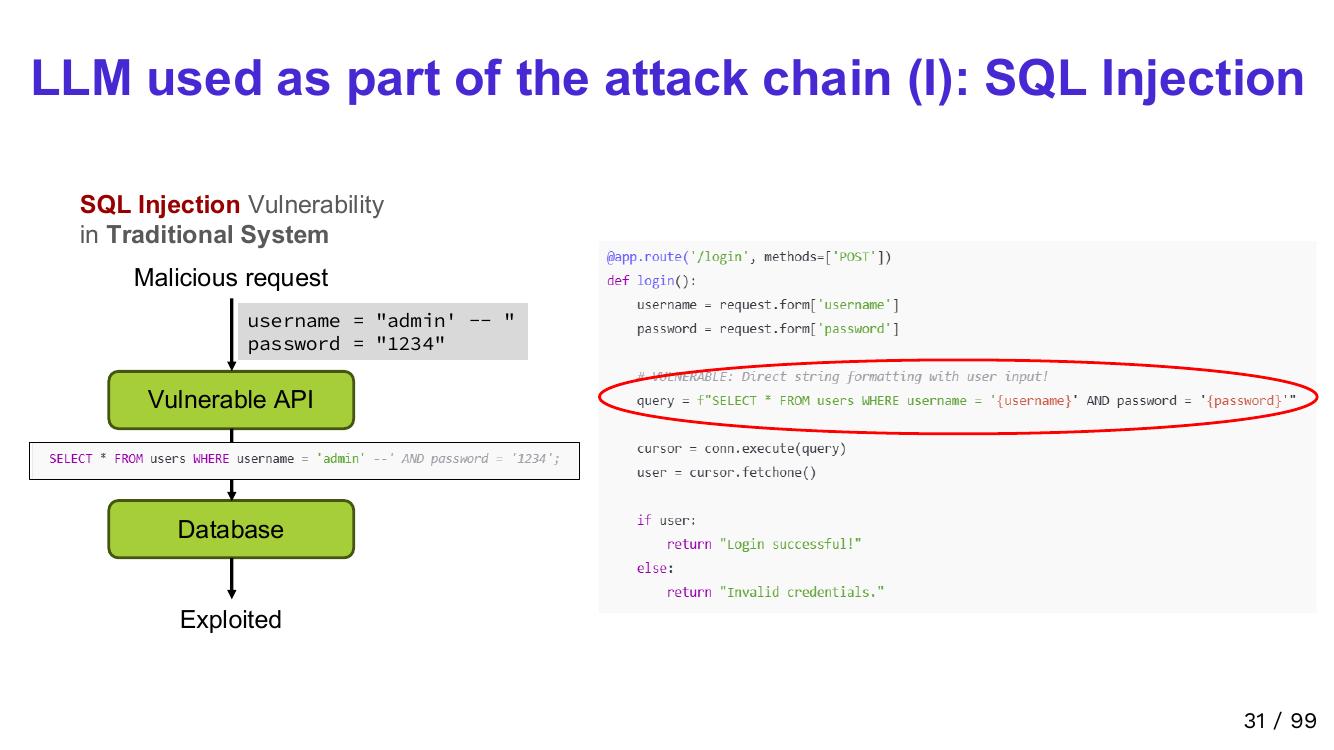 LLM used as part of the attack chain (I): SQL Injection
SQL Injection Vulnerability
in Traditional System
Malicious request
username = "admin' -- "
password = "1234"
Vulnerable API
SELECT * FROM users WHERE username = 'admin' --' AND password = '1234';
Database
Exploited
@app.route('/login', methods=['POST'])
def login():
    username = request.form['username']
    password = request.form['password']
    # VULNERABLE: Direct string formatting with user input!
    query = f"SELECT * FROM users WHERE username = '{username}' AND password = '{password}'"
    cursor = conn.execute(query)
    user = cursor.fetchone()
    if user:
        return "Login successful!"
    else:
        return "Invalid credentials."
31 / 99